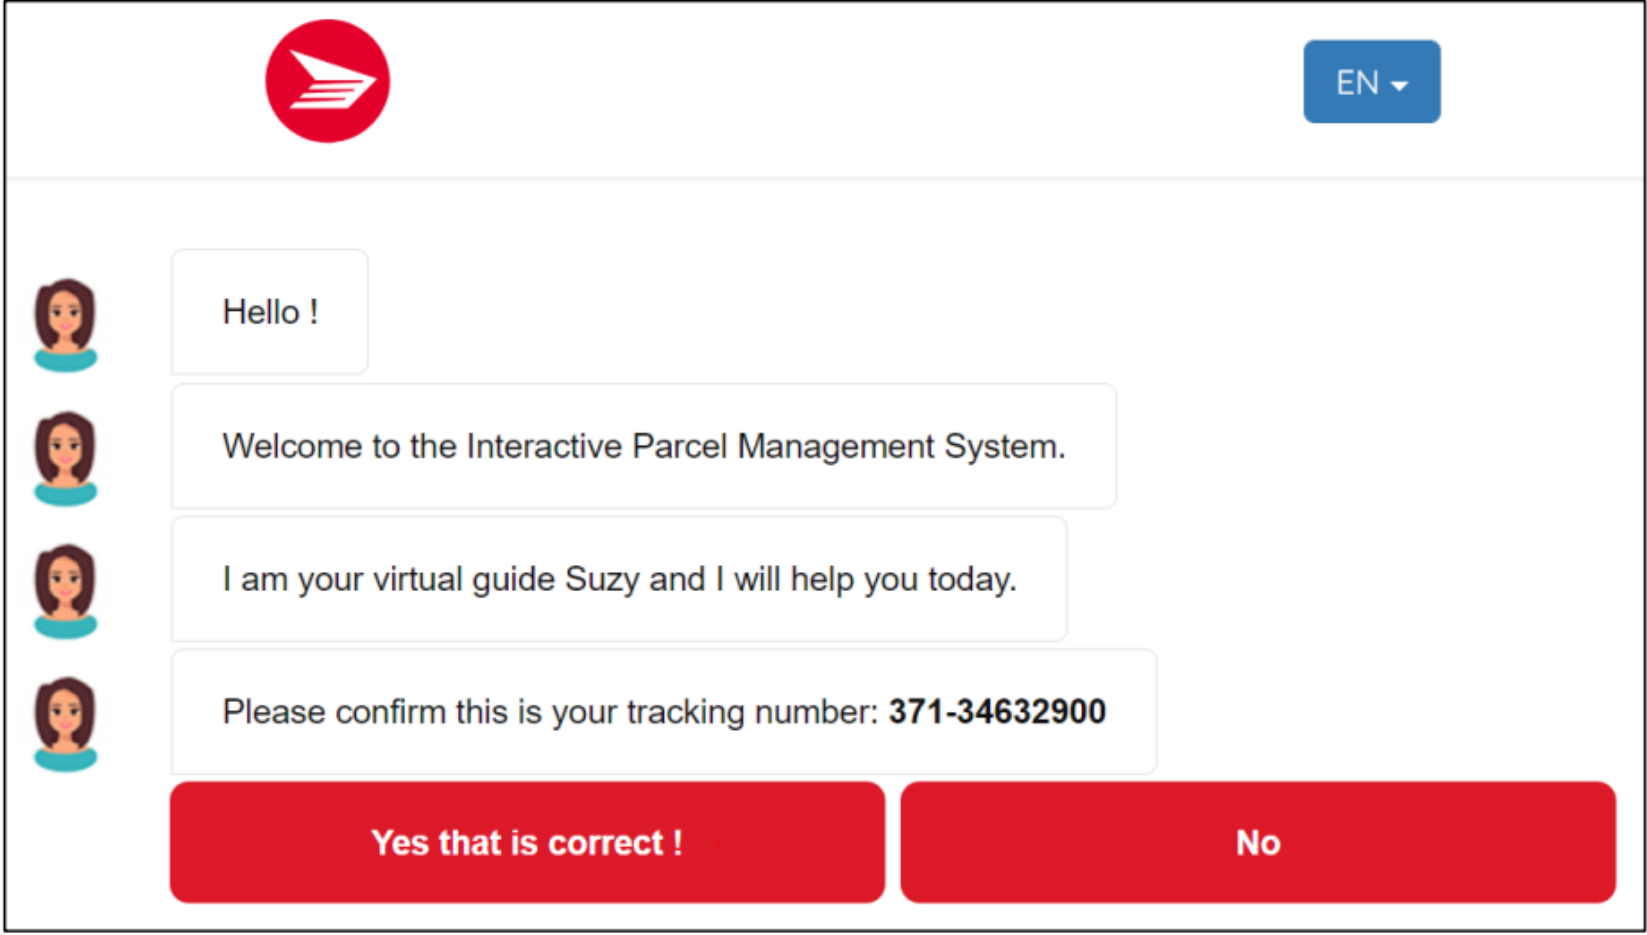 EN
Hello !
Welcome to the Interactive Parcel Management System.
I am your virtual guide Suzy and I will help you today.
Please confirm this is your tracking number: 371-34632900
Yes that is correct !
No